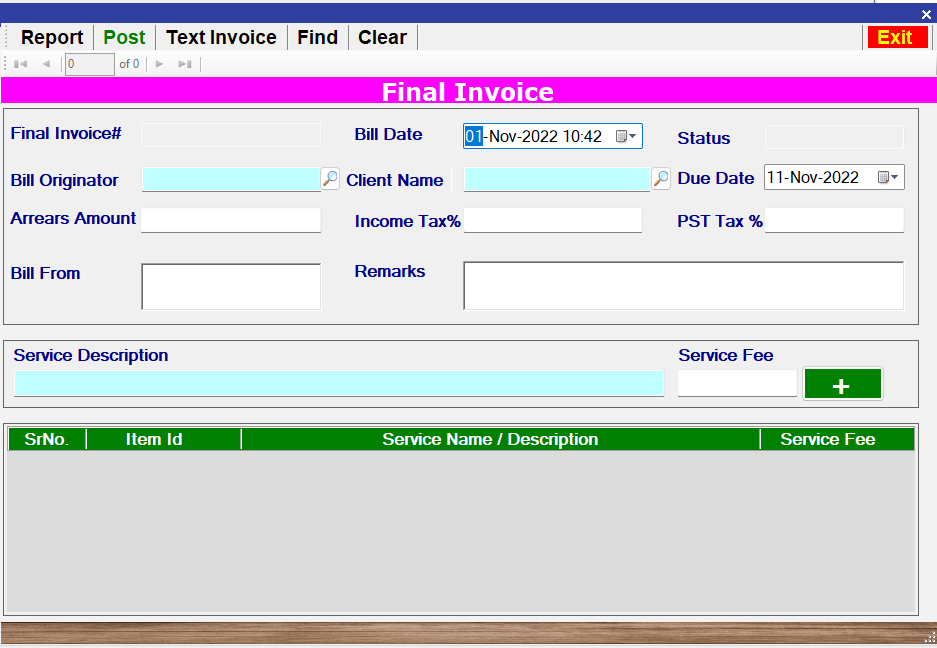 Report Post Text Invoice Find Clear Exit
0 of 0
Final Invoice
Final Invoice# Bill Date 01-Nov-2022 10:42 Status
Bill Originator Client Name Due Date 11-Nov-2022
Arrears Amount Income Tax% PST Tax %
Bill From Remarks
Service Description Service Fee
+
SrNo. Item Id Service Name / Description Service Fee